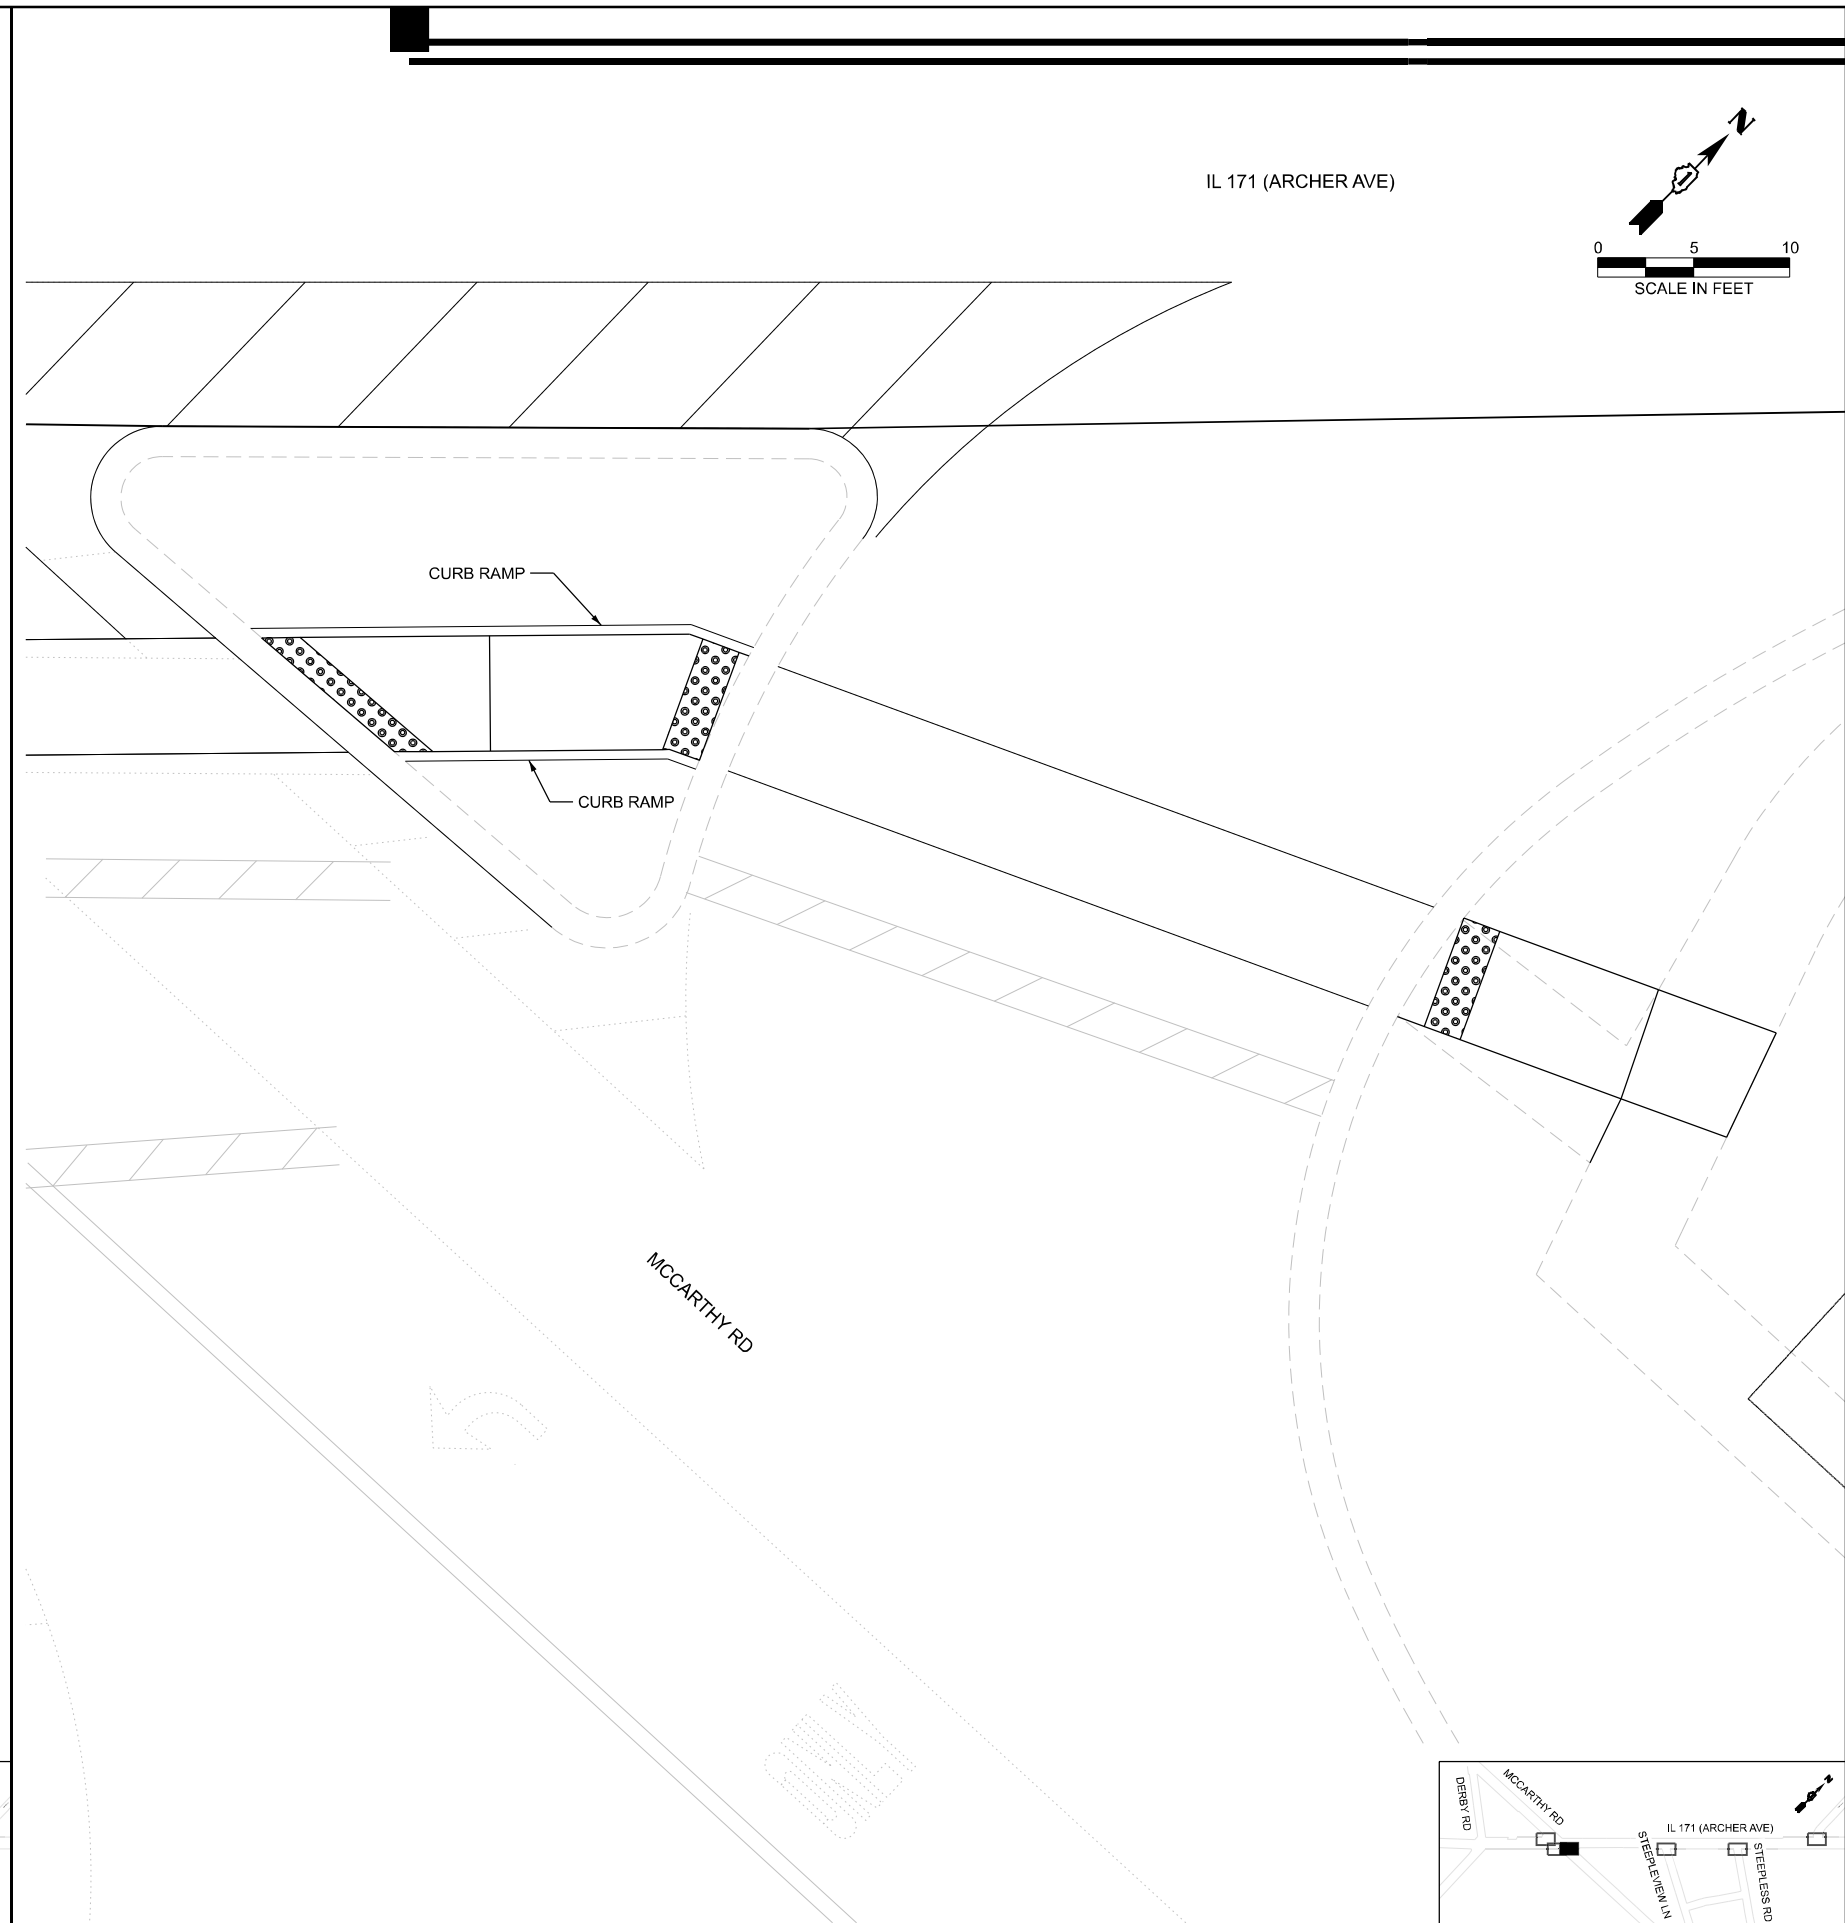 N
IL 171 (ARCHER AVE)
0 5 10
SCALE IN FEET
CURB RAMP
CURB RAMP
MCCARTHY RD
ONLY
DERBY RD
MCCARTHY RD
N
IL 171 (ARCHER AVE)
STEEPLEVIEW LN
STEEPLESS RD